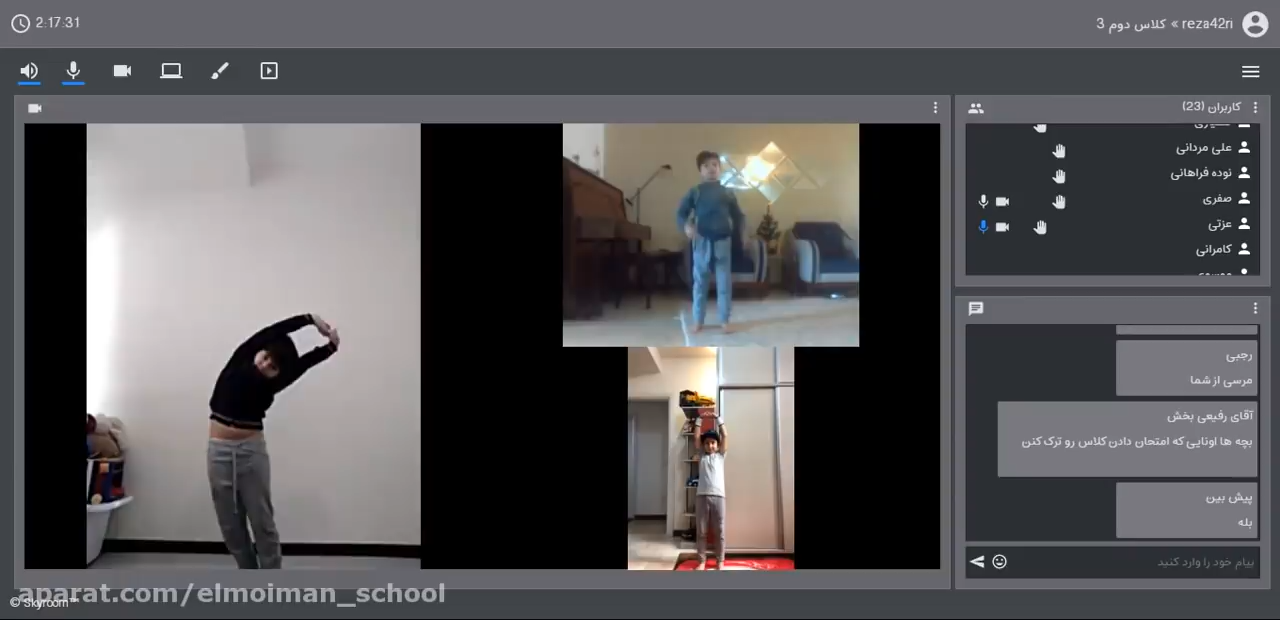 2:17:31
reza42ri » کلاس دوم 3
کاربران (23)
علی مردانی
نوده فراهانی
صفری
عزتی
کامرانی
رجبی
مرسی از شما
آقای رفیعی بخش
بچه ها اونایی که امتحان دادن کلاس رو ترک کنن
پیش بین
بله
پیام خود را وارد کنید
aparat.com/elmoiman_school
© Skyroom™